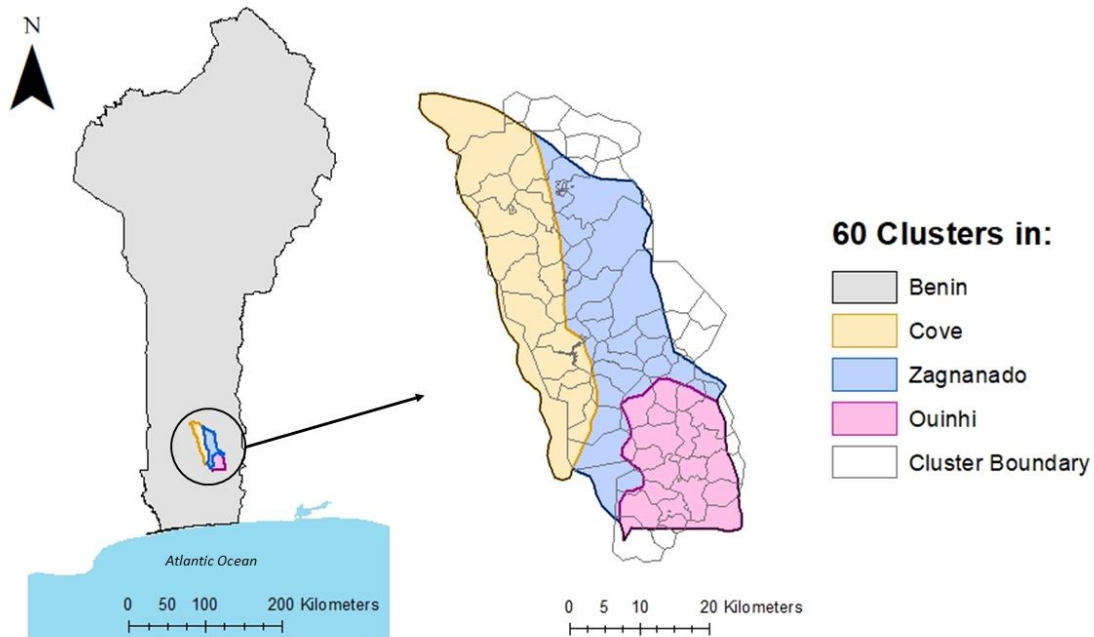 N
60 Clusters in:
Benin
Cove
Zagnanado
Ouinhi
Cluster Boundary
Atlantic Ocean
0 50 100 200 Kilometers
0 5 10 20 Kilometers